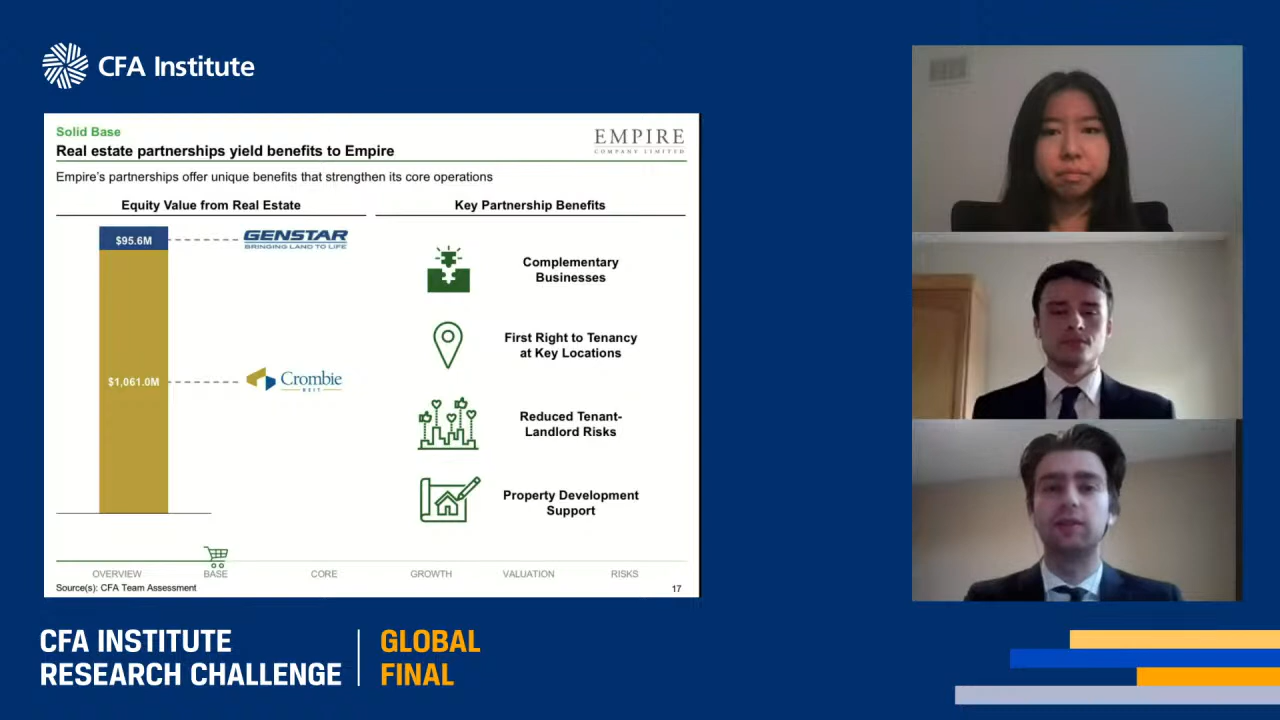 CFA Institute
Solid Base
Real estate partnerships yield benefits to Empire
EMPIRE
COMPANY LIMITED
Empire's partnerships offer unique benefits that strengthen its core operations
Equity Value from Real Estate
$95.6M
GENSTAR
BRINGING LAND TO LIFE
$1,061.0M
Crombie
REIT
Key Partnership Benefits
Complementary
Businesses
First Right to Tenancy
at Key Locations
Reduced Tenant-
Landlord Risks
Property Development
Support
OVERVIEW BASE CORE GROWTH VALUATION RISKS
Source(s): CFA Team Assessment
17
CFA INSTITUTE
RESEARCH CHALLENGE
GLOBAL
FINAL